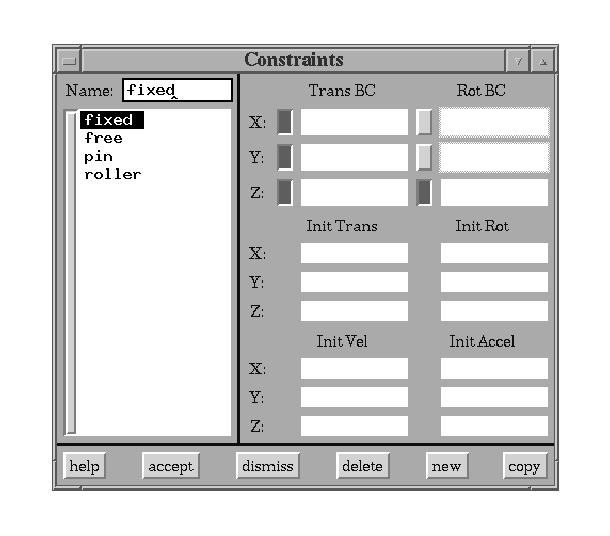 Constraints
Name: fixed
fixed
free
pin
roller
Trans BC Rot BC
X:
Y:
Z:
Init Trans Init Rot
X:
Y:
Z:
Init Vel Init Accel
X:
Y:
Z:
help accept dismiss delete new copy